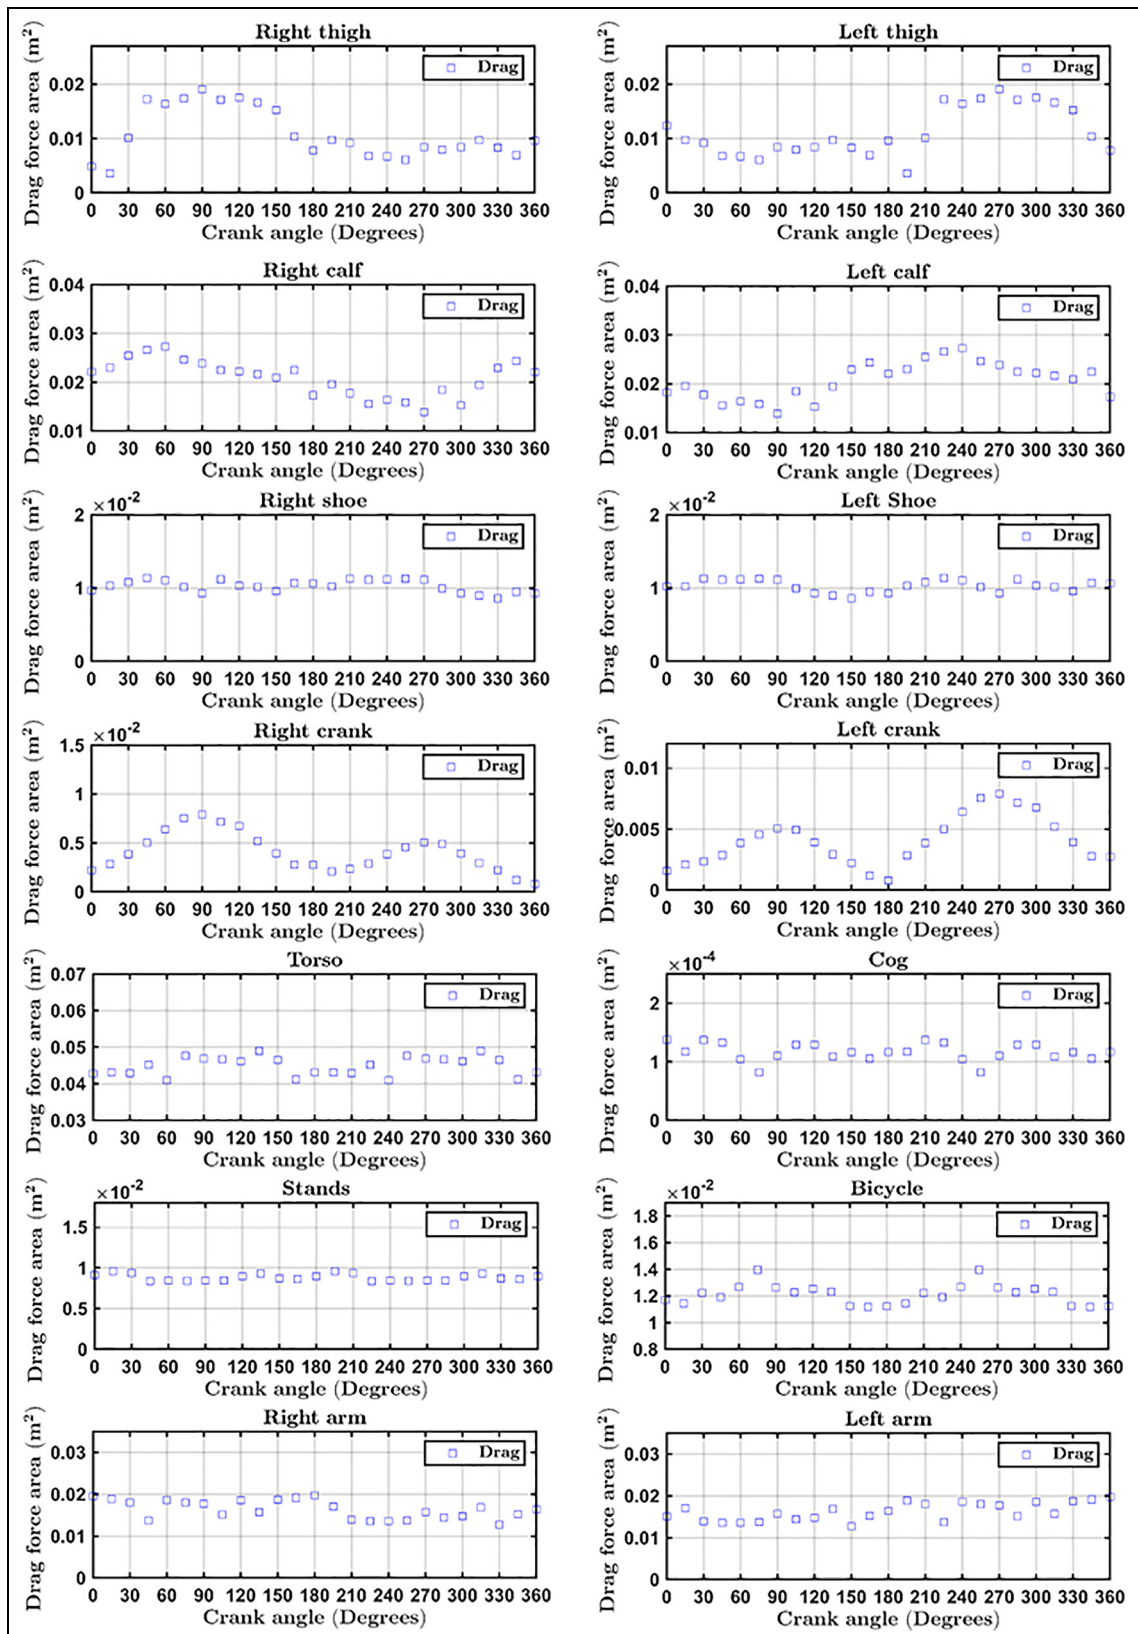 Right thigh
Drag force area (m²)
Drag
0.02
0.01
0
0 30 60 90 120 150 180 210 240 270 300 330 360
Crank angle (Degrees)
Left thigh
Drag force area (m²)
Drag
0.02
0.01
0
0 30 60 90 120 150 180 210 240 270 300 330 360
Crank angle (Degrees)
Right calf
Drag force area (m²)
Drag
0.04
0.03
0.02
0.01
0 30 60 90 120 150 180 210 240 270 300 330 360
Crank angle (Degrees)
Left calf
Drag force area (m²)
Drag
0.04
0.03
0.02
0.01
0 30 60 90 120 150 180 210 240 270 300 330 360
Crank angle (Degrees)
Right shoe
×10⁻²
Drag force area (m²)
Drag
2
1
0
0 30 60 90 120 150 180 210 240 270 300 330 360
Crank angle (Degrees)
Left Shoe
×10⁻²
Drag force area (m²)
Drag
2
1
0
0 30 60 90 120 150 180 210 240 270 300 330 360
Crank angle (Degrees)
Right crank
×10⁻²
Drag force area (m²)
Drag
1.5
1
0.5
0
0 30 60 90 120 150 180 210 240 270 300 330 360
Crank angle (Degrees)
Left crank
Drag force area (m²)
Drag
0.01
0.005
0
0 30 60 90 120 150 180 210 240 270 300 330 360
Crank angle (Degrees)
Torso
Drag force area (m²)
Drag
0.07
0.06
0.05
0.04
0.03
0 30 60 90 120 150 180 210 240 270 300 330 360
Crank angle (Degrees)
Cog
×10⁻⁴
Drag force area (m²)
Drag
2
1
0
0 30 60 90 120 150 180 210 240 270 300 330 360
Crank angle (Degrees)
Stands
×10⁻²
Drag force area (m²)
Drag
1.5
1
0.5
0
0 30 60 90 120 150 180 210 240 270 300 330 360
Crank angle (Degrees)
Bicycle
×10⁻²
Drag force area (m²)
Drag
1.8
1.6
1.4
1.2
1
0.8
0 30 60 90 120 150 180 210 240 270 300 330 360
Crank angle (Degrees)
Right arm
Drag force area (m²)
Drag
0.03
0.02
0.01
0
0 30 60 90 120 150 180 210 240 270 300 330 360
Crank angle (Degrees)
Left arm
Drag force area (m²)
Drag
0.03
0.02
0.01
0
0 30 60 90 120 150 180 210 240 270 300 330 360
Crank angle (Degrees)